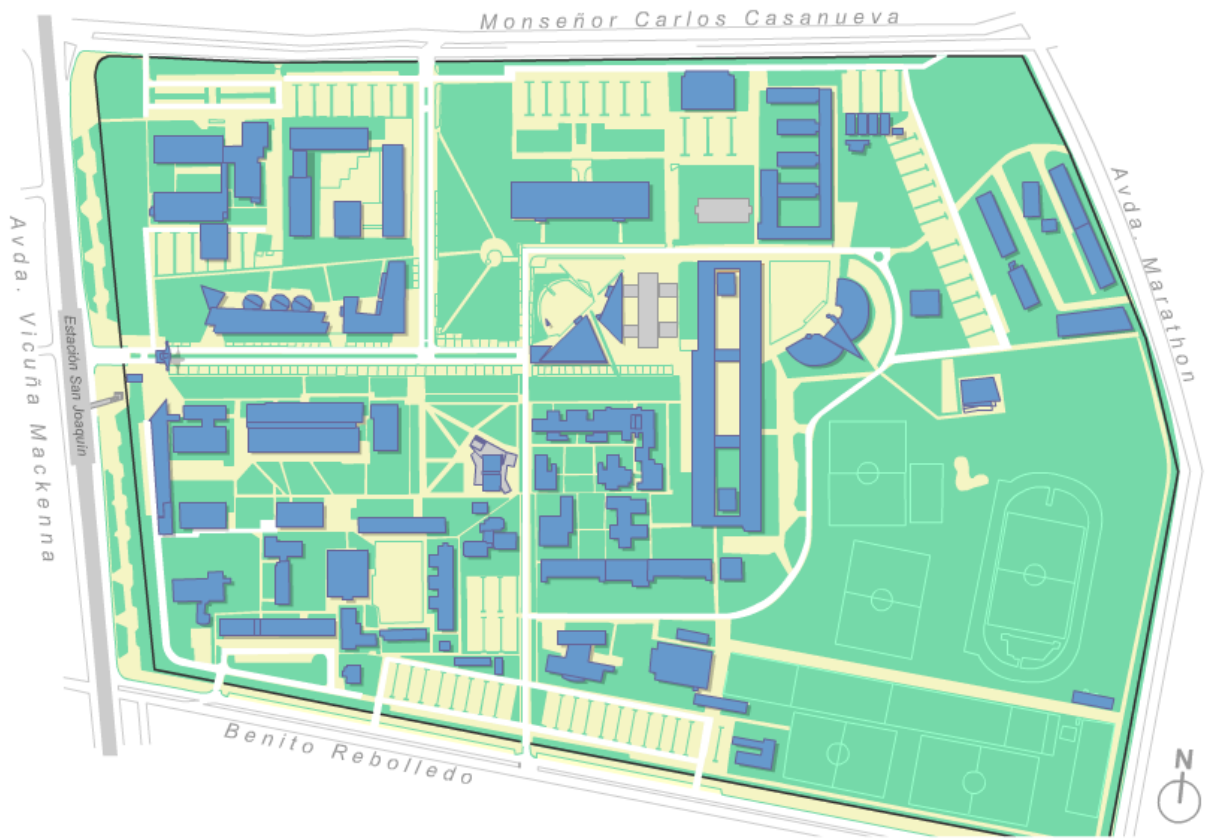 Monseñor Carlos Casanueva
Avda. Vicuña Mackenna
Estación San Joaquín
Avda. Marathon
Benito Rebolledo
N